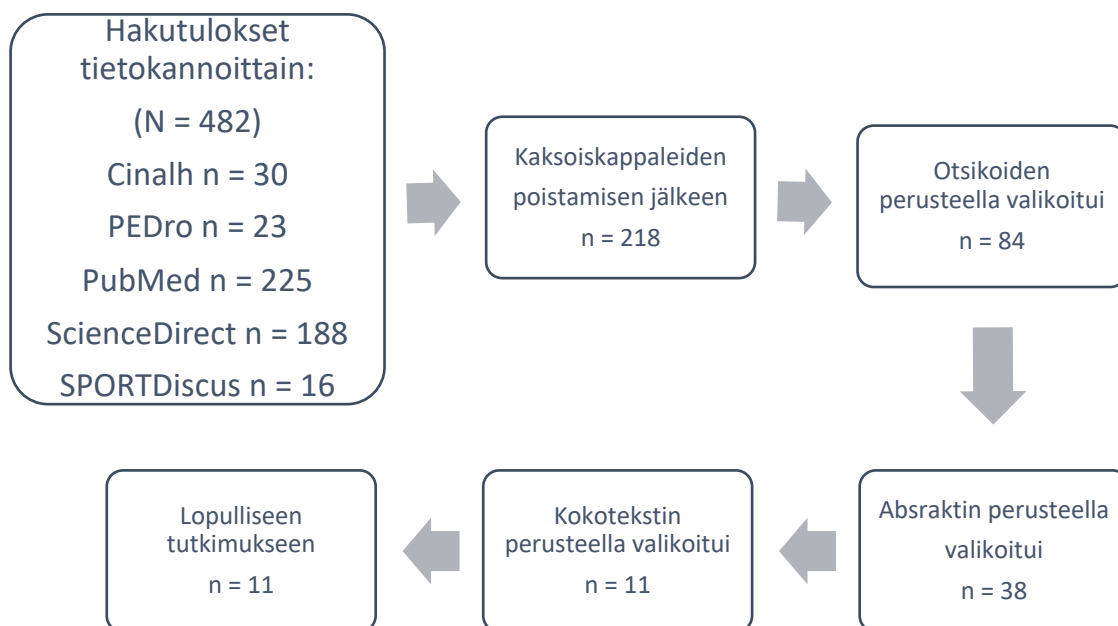 Hakutulokset
tietokannoittain:
(N = 482)
Cinalh n = 30
PEDro n = 23
PubMed n = 225
ScienceDirect n = 188
SPORTDiscus n = 16
Kaksoiskappaleiden
poistamisen jälkeen
n = 218
Otsikoiden
perusteella valikoitui
n = 84
Absraktin perusteella
valikoitui
n = 38
Kokotekstin
perusteella valikoitui
n = 11
Lopulliseen
tutkimukseen
n = 11